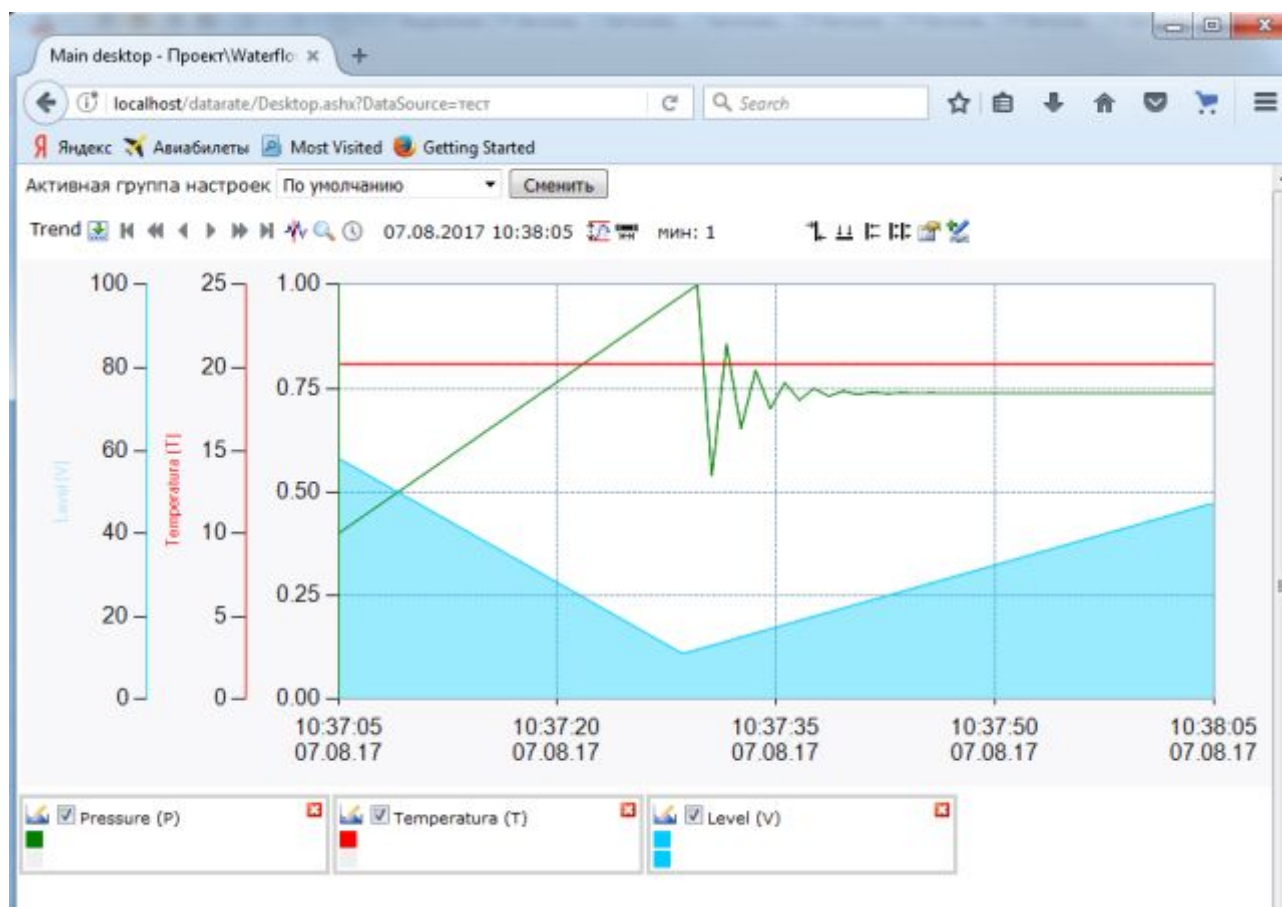 Main desktop - Проект\Waterflo
localhost/datarate/Desktop.ashx?DataSource=тест
Search
Яндекс Авиабилеты Most Visited Getting Started
Активная группа настроек По умолчанию Сменить
Trend 07.08.2017 10:38:05 мин: 1
100 25 1.00
80 20 0.75
60 15 0.50
40 10 0.25
20 5 0.00
0 0
Level [V]
Temperatura [T]
10:37:05 10:37:20 10:37:35 10:37:50 10:38:05
07.08.17 07.08.17 07.08.17 07.08.17 07.08.17
Pressure (P) Temperatura (T) Level (V)